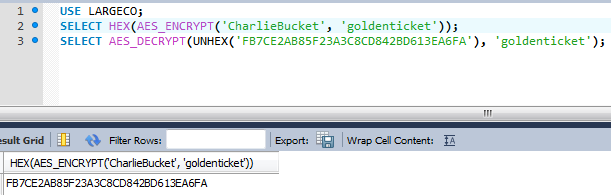 1 USE LARGECO;
2 SELECT HEX(AES_ENCRYPT('CharlieBucket', 'goldenticket'));
3 SELECT AES_DECRYPT(UNHEX('FB7CE2AB85F23A3C8CD842BD613EA6FA'), 'goldenticket');
esult Grid Filter Rows: Export: Wrap Cell Content: IA
HEX(AES_ENCRYPT('CharlieBucket', 'goldenticket'))
FB7CE2AB85F23A3C8CD842BD613EA6FA